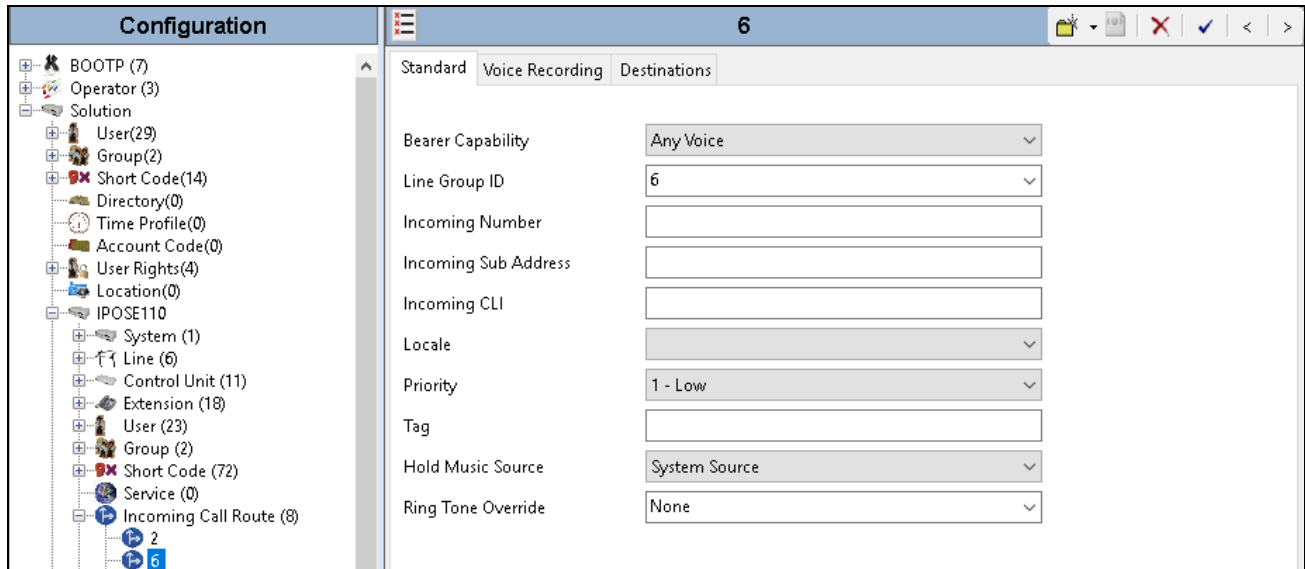 Configuration
BOOTP (7)
Operator (3)
Solution
User(29)
Group(2)
Short Code(14)
Directory(0)
Time Profile(0)
Account Code(0)
User Rights(4)
Location(0)
IPOSE110
System (1)
Line (6)
Control Unit (11)
Extension (18)
User (23)
Group (2)
Short Code (72)
Service (0)
Incoming Call Route (8)
2
6
6
Standard Voice Recording Destinations
Bearer Capability Any Voice
Line Group ID 6
Incoming Number
Incoming Sub Address
Incoming CLI
Locale
Priority 1 - Low
Tag
Hold Music Source System Source
Ring Tone Override None